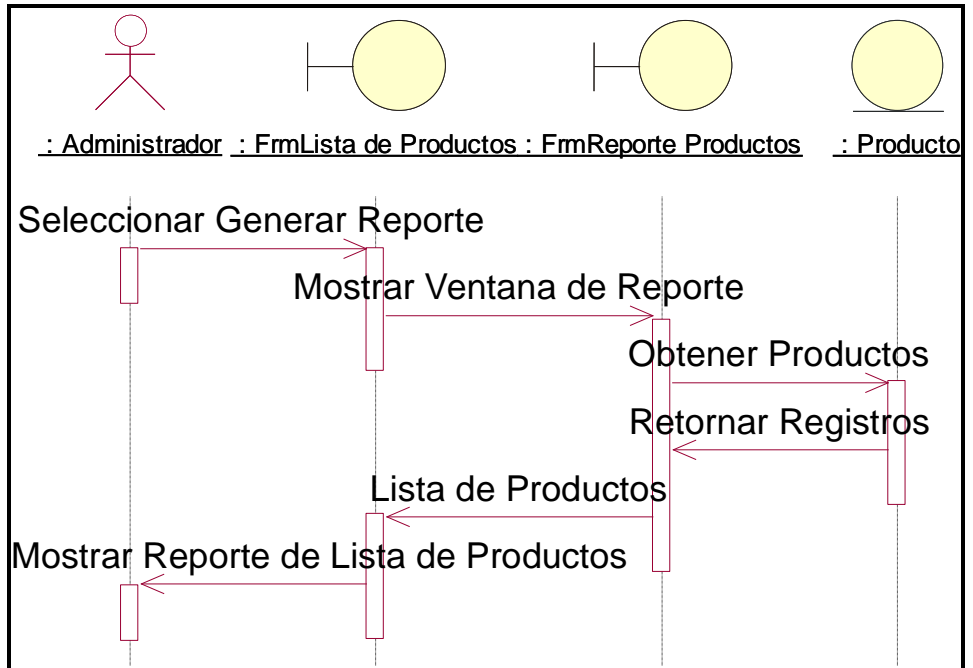 : Administrador : FrmLista de Productos : FrmReporte Productos : Producto
Seleccionar Generar Reporte
Mostrar Ventana de Reporte
Obtener Productos
Retornar Registros
Lista de Productos
Mostrar Reporte de Lista de Productos